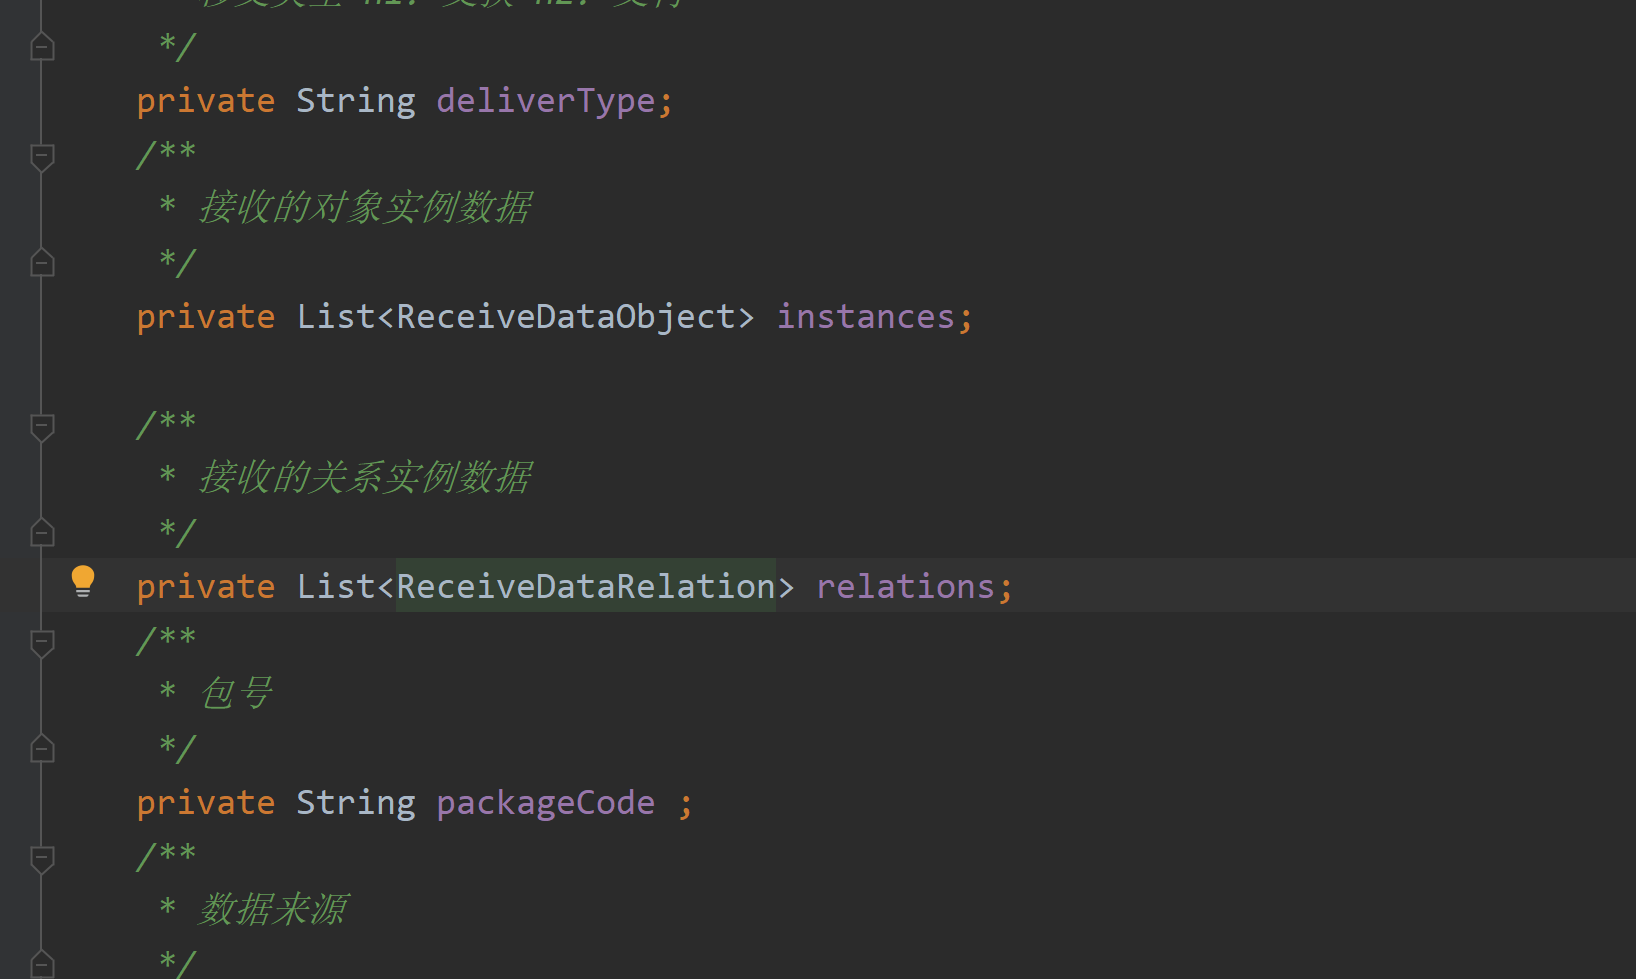 */
private String deliverType;
/**
* 接收的对象实例数据
*/
private List<ReceiveDataObject> instances;
/**
* 接收的关系实例数据
*/
private List<ReceiveDataRelation> relations;
/**
* 包号
*/
private String packageCode ;
/**
* 数据来源
*/